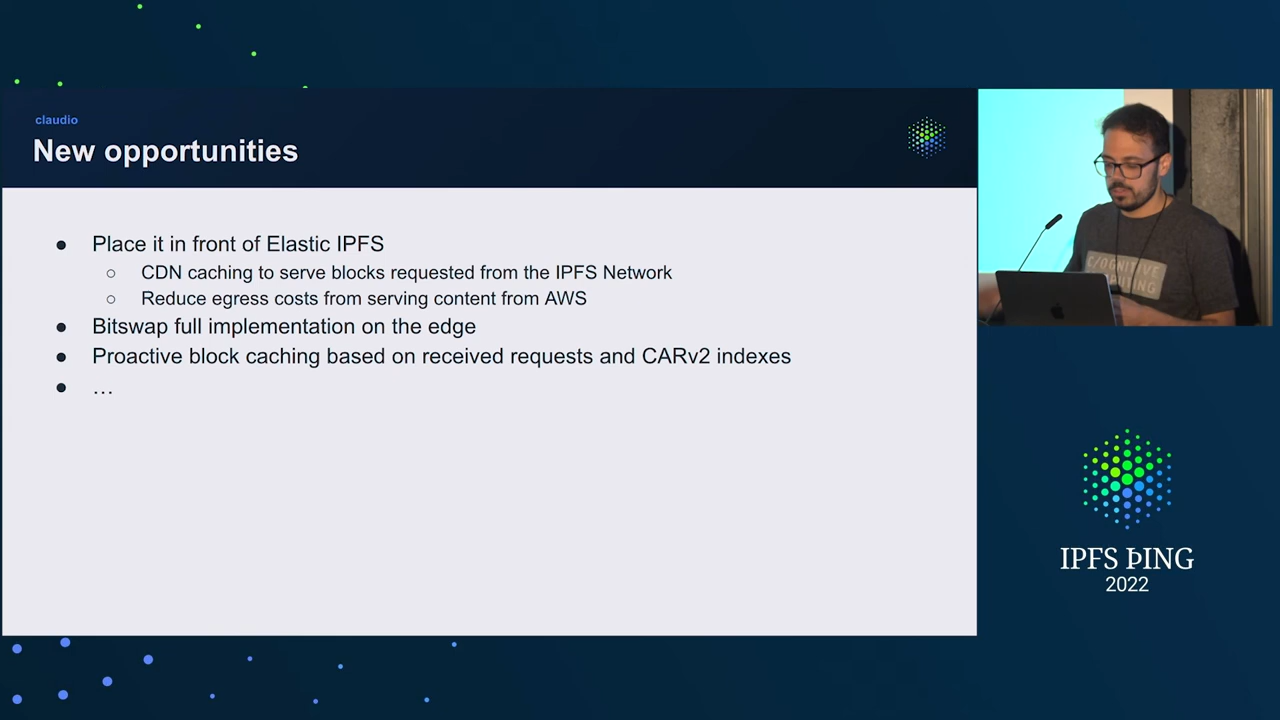 claudio
New opportunities
● Place it in front of Elastic IPFS
○ CDN caching to serve blocks requested from the IPFS Network
○ Reduce egress costs from serving content from AWS
● Bitswap full implementation on the edge
● Proactive block caching based on received requests and CARv2 indexes
● …
IPFS ÞING
2022